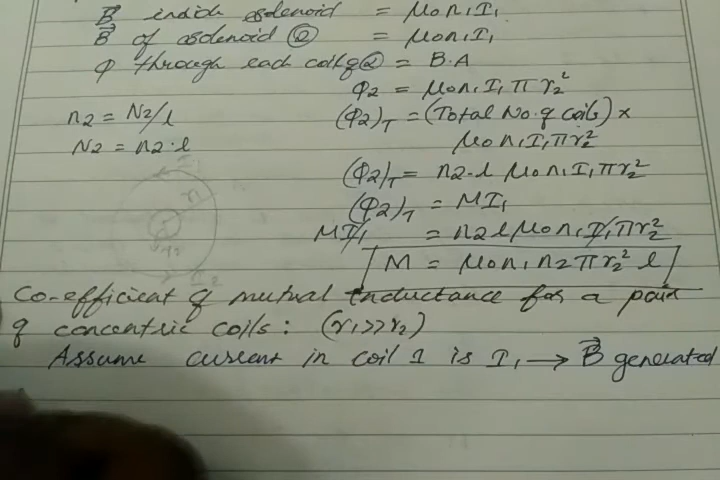 B⃗ inside solenoid = μ₀n₁I₁
B⃗ of solenoid ② = μ₀n₁I₁
φ through each coil of ② = B.A
φ₂ = μ₀n₁I₁πr₂²
n₂ = N₂/l (φ₂)T = (Total No. of coils) ×
N₂ = n₂·l μ₀n₁I₁πr₂²
(φ₂)T = n₂·l μ₀n₁I₁πr₂²
(φ₂)T = MI₁
MI₁ = n₂lμ₀n₁I₁πr₂²
M = μ₀n₁n₂πr₂²l
Co-efficient of mutual Inductance for a pair
of concentric coils: (r₁>>r₂)
Assume current in coil 1 is I₁ → B⃗ generated